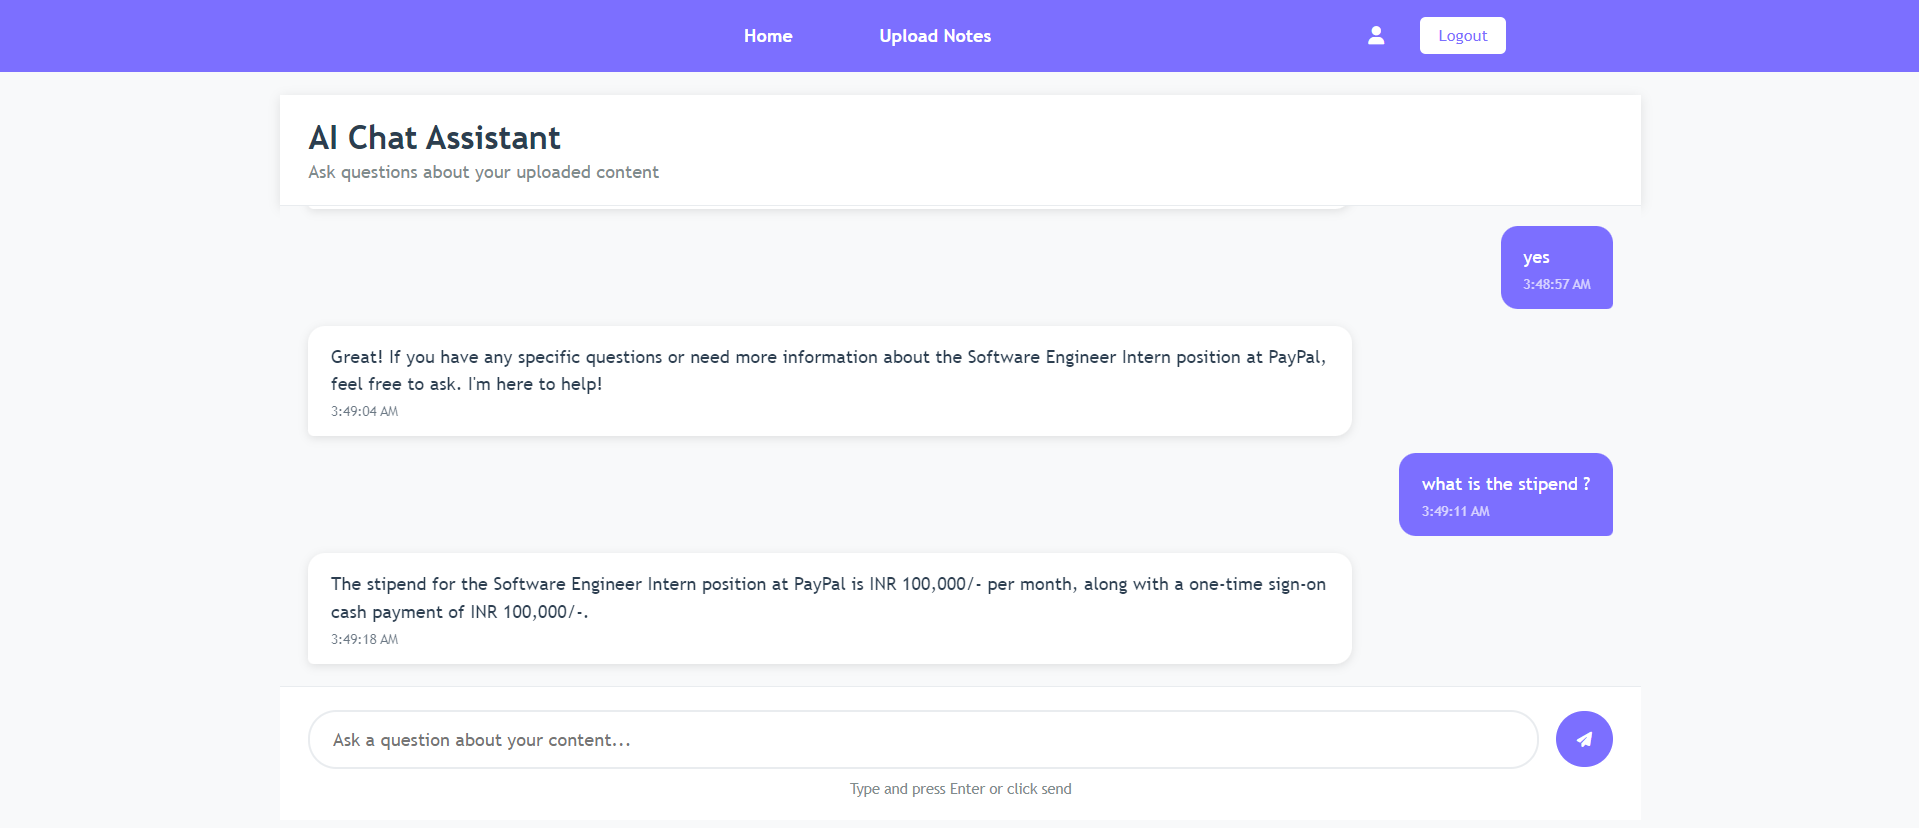 Home
Upload Notes
Logout
AI Chat Assistant
Ask questions about your uploaded content
yes
3:48:57 AM
Great! If you have any specific questions or need more information about the Software Engineer Intern position at PayPal,
feel free to ask. I'm here to help!
3:49:04 AM
what is the stipend ?
3:49:11 AM
The stipend for the Software Engineer Intern position at PayPal is INR 100,000/- per month, along with a one-time sign-on
cash payment of INR 100,000/-.
3:49:18 AM
Ask a question about your content...
Type and press Enter or click send